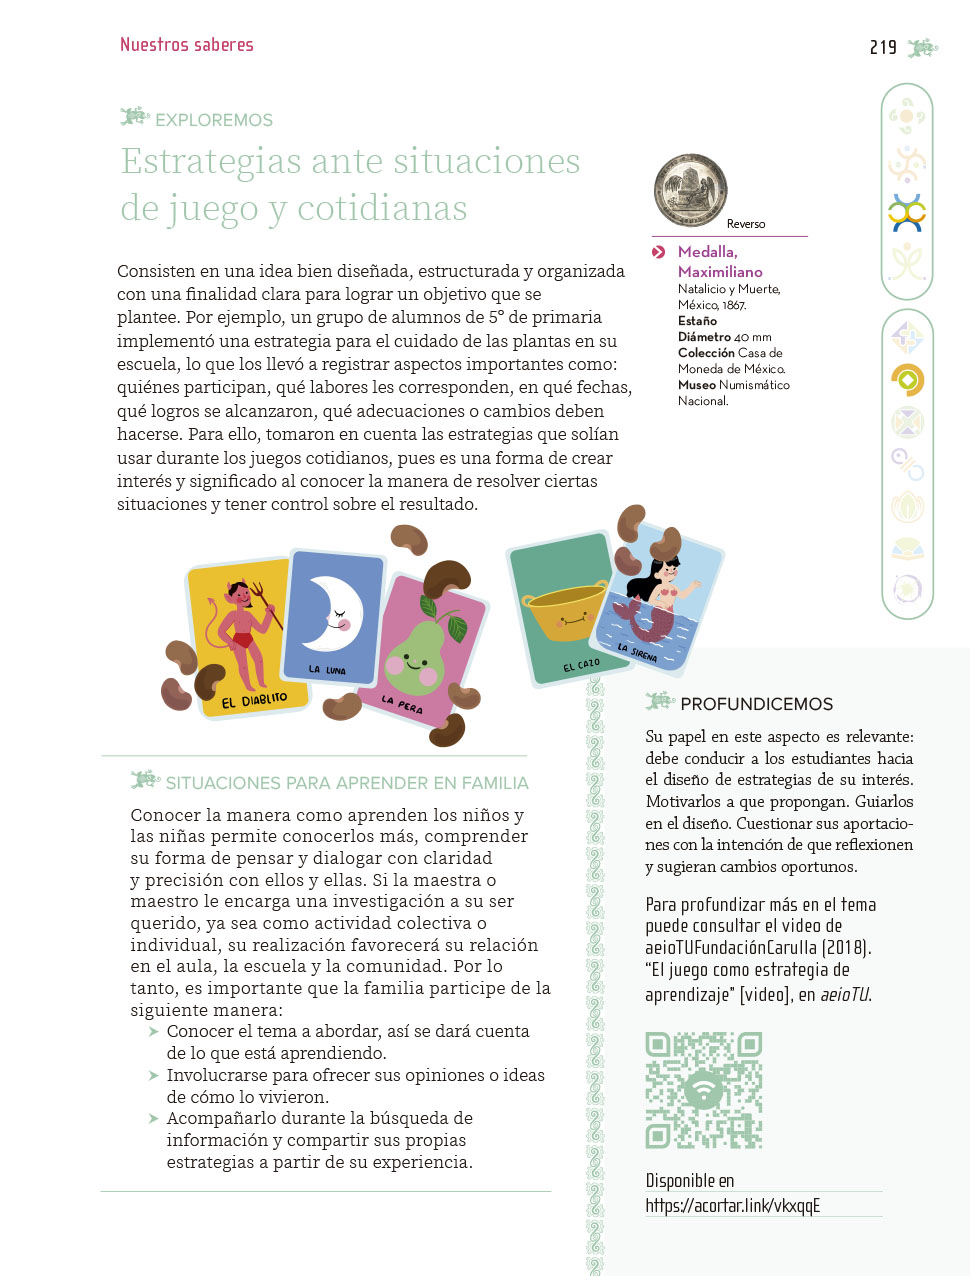 Nuestros saberes
219
EXPLOREMOS
Estrategias ante situaciones
de juego y cotidianas
Consisten en una idea bien diseñada, estructurada y organizada
con una finalidad clara para lograr un objetivo que se
plantee. Por ejemplo, un grupo de alumnos de 5° de primaria
implementó una estrategia para el cuidado de las plantas en su
escuela, lo que los llevó a registrar aspectos importantes como:
quiénes participan, qué labores les corresponden, en qué fechas,
qué logros se alcanzaron, qué adecuaciones o cambios deben
hacerse. Para ello, tomaron en cuenta las estrategias que solían
usar durante los juegos cotidianos, pues es una forma de crear
interés y significado al conocer la manera de resolver ciertas
situaciones y tener control sobre el resultado.
Reverso
Medalla,
Maximiliano
Natalicio y Muerte,
México, 1867.
Estaño
Diámetro 40 mm
Colección Casa de
Moneda de México.
Museo Numismático
Nacional.
EL DIABLITO
LA LUNA
LA PERA
EL CAZO
LA SIRENA
SITUACIONES PARA APRENDER EN FAMILIA
Conocer la manera como aprenden los niños y
las niñas permite conocerlos más, comprender
su forma de pensar y dialogar con claridad
y precisión con ellos y ellas. Si la maestra o
maestro le encarga una investigación a su ser
querido, ya sea como actividad colectiva o
individual, su realización favorecerá su relación
en el aula, la escuela y la comunidad. Por lo
tanto, es importante que la familia participe de la
siguiente manera:
Conocer el tema a abordar, así se dará cuenta
de lo que está aprendiendo.
Involucrarse para ofrecer sus opiniones o ideas
de cómo lo vivieron.
Acompañarlo durante la búsqueda de
información y compartir sus propias
estrategias a partir de su experiencia.
PROFUNDICEMOS
Su papel en este aspecto es relevante:
debe conducir a los estudiantes hacia
el diseño de estrategias de su interés.
Motivarlos a que propongan. Guiarlos
en el diseño. Cuestionar sus aportacio-
nes con la intención de que reflexionen
y sugieran cambios oportunos.
Para profundizar más en el tema
puede consultar el video de
aeioTUFundaciónCarulla (2018).
“El juego como estrategia de
aprendizaje” [video], en aeioTU.
Disponible en
https://acortar.link/vkxqqE